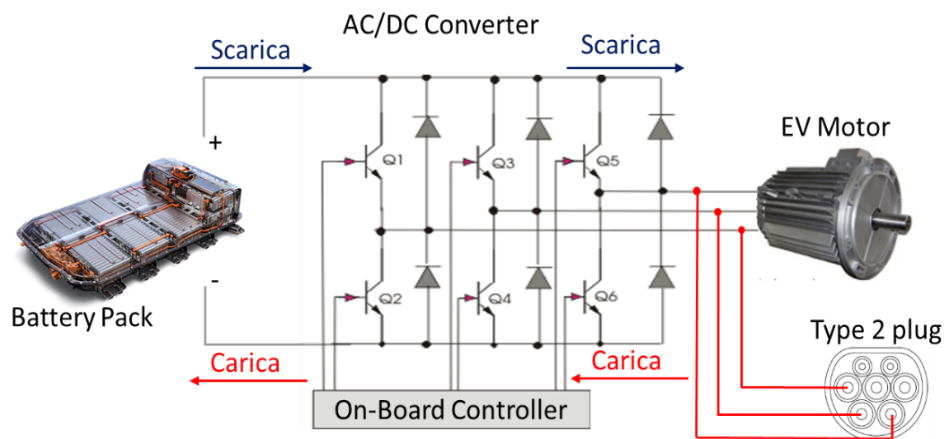 AC/DC Converter
Scarica
Scarica
EV Motor
+
Q1
Q3
Q5
-
Battery Pack
Q2
Q4
Q6
Type 2 plug
Carica
Carica
On-Board Controller